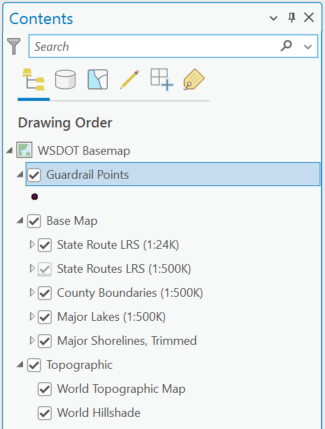 Contents
Search
Drawing Order
WSDOT Basemap
Guardrail Points
Base Map
State Route LRS (1:24K)
State Routes LRS (1:500K)
County Boundaries (1:500K)
Major Lakes (1:500K)
Major Shorelines, Trimmed
Topographic
World Topographic Map
World Hillshade